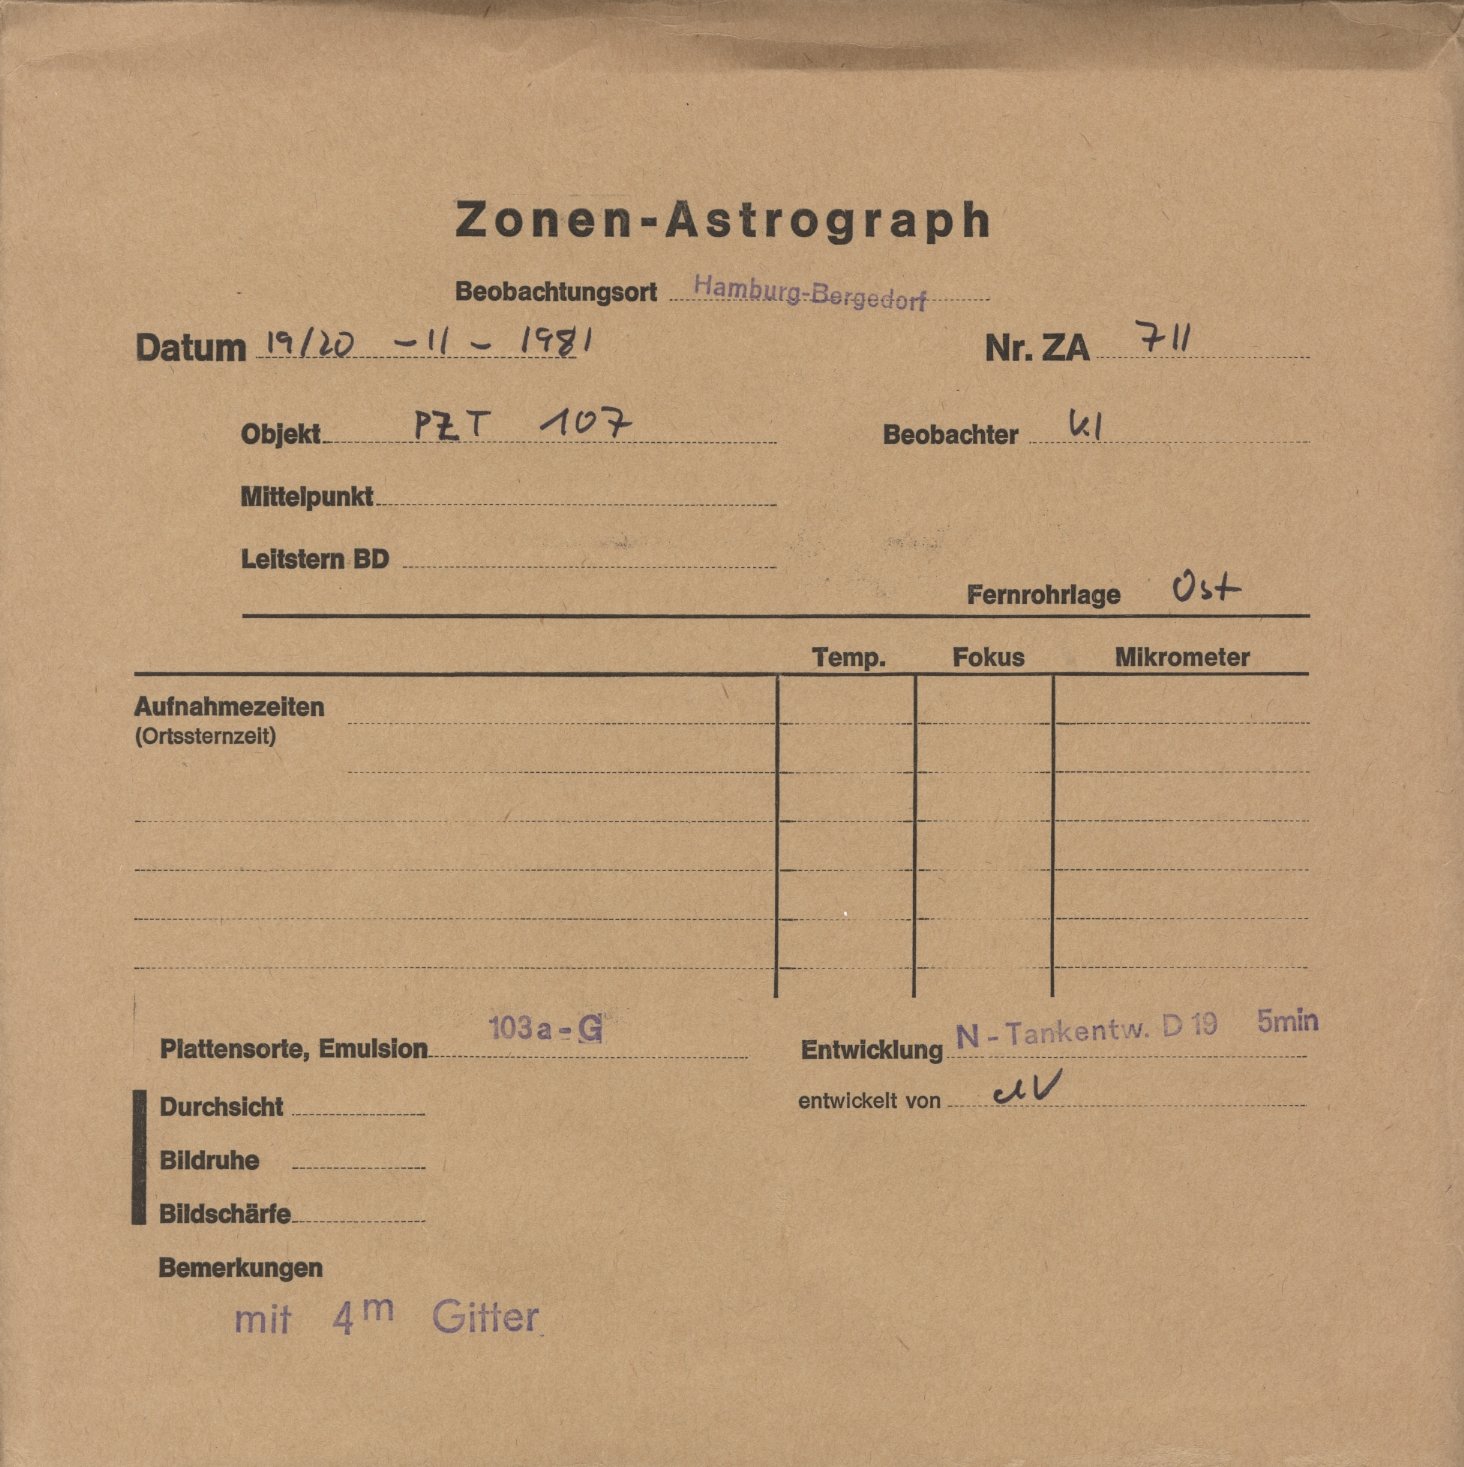 Zonen-Astrograph
Beobachtungsort Hamburg-Bergedorf
Datum 19/20 - 11 - 1981 Nr. ZA 711
Objekt PZT 107 Beobachter Kl
Mittelpunkt
Leitstern BD
Fernrohrlage Ost
Temp. Fokus Mikrometer
Aufnahmezeiten
(Ortssternzeit)
Plattensorte, Emulsion 103a-G Entwicklung N-Tankentw. D19 5min
Durchsicht entwickelt von
Bildruhe
Bildschärfe
Bemerkungen
mit 4m Gitter